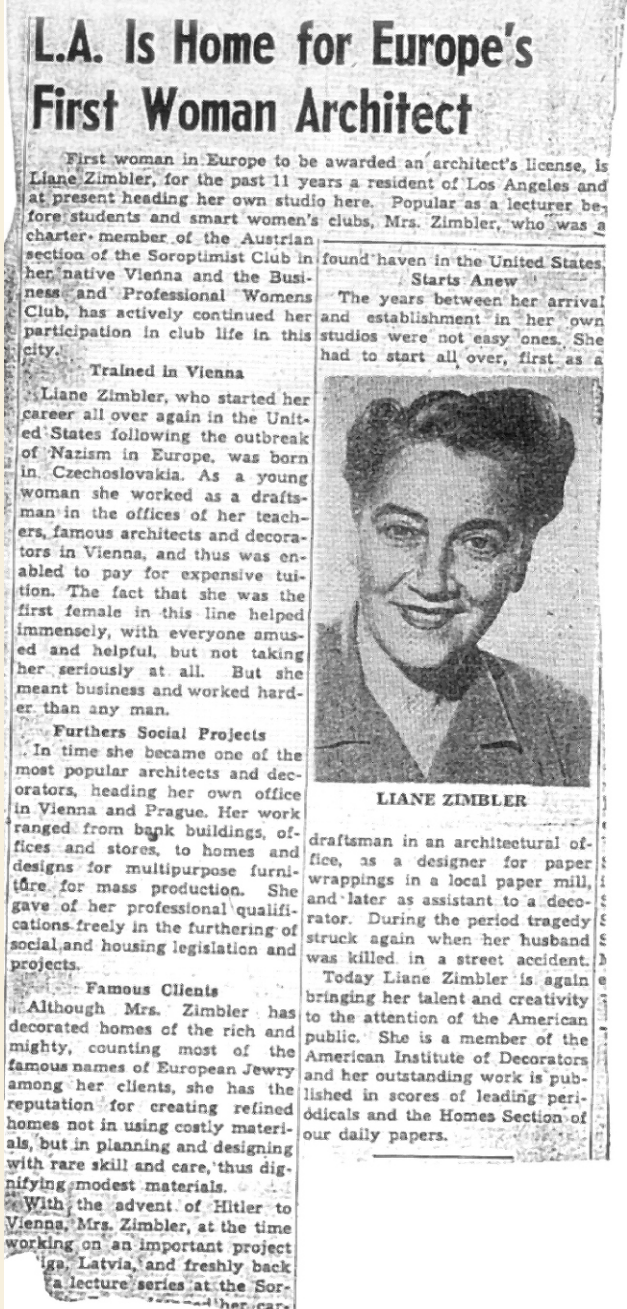 L.A. Is Home for Europe's
First Woman Architect
First woman in Europe to be awarded an architect's license, is
Liane Zimbler, for the past 11 years a resident of Los Angeles and
at present heading her own studio here. Popular as a lecturer be-
fore students and smart women's clubs, Mrs. Zimbler, who was a
charter member of the Austrian
section of the Soroptimist Club in
her native Vienna and the Busi-
ness and Professional Womens
Club, has actively continued her
participation in club life in this
city.
Trained in Vienna
Liane Zimbler, who started her
career all over again in the Unit-
ed States following the outbreak
of Nazism in Europe, was born
in Czechoslovakia. As a young
woman she worked as a drafts-
man in the offices of her teach-
ers, famous architects and decora-
tors in Vienna, and thus was en-
abled to pay for expensive tui-
tion. The fact that she was the
first female in this line helped
immensely, with everyone amus-
ed and helpful, but not taking
her seriously at all. But she
meant business and worked hard-
er than any man.
Furthers Social Projects
In time she became one of the
most popular architects and dec-
orators, heading her own office
in Vienna and Prague. Her work
ranged from bank buildings, of-
fices and stores, to homes and
designs for multipurpose furni-
ture for mass production. She
gave of her professional qualifi-
cations freely in the furthering of
social and housing legislation and
projects.
Famous Clients
Although Mrs. Zimbler has
decorated homes of the rich and
mighty, counting most of the
famous names of European Jewry
among her clients, she has the
reputation for creating refined
homes not in using costly materi-
als, but in planning and designing
with rare skill and care, thus dig-
nifying modest materials.
With the advent of Hitler to
Vienna, Mrs. Zimbler, at the time
working on an important project
iga, Latvia, and freshly back
a lecture series at the Sor-
her car-
found haven in the United States.
Starts Anew
The years between her arrival
and establishment in her own
studios were not easy ones. She
had to start all over, first as a
LIANE ZIMBLER
draftsman in an architectural of-
fice, as a designer for paper
wrappings in a local paper mill,
and later as assistant to a deco-
rator. During the period tragedy
struck again when her husband
was killed in a street accident.
Today Liane Zimbler is again
bringing her talent and creativity
to the attention of the American
public. She is a member of the
American Institute of Decorators
and her outstanding work is pub-
lished in scores of leading peri-
odicals and the Homes Section of
our daily papers.